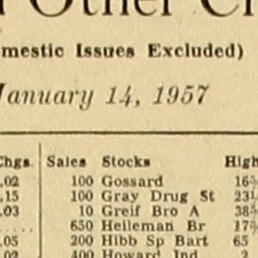 Other
mestic Issues Excluded)
January 14, 1957
Chgs. Sales Stocks High
.02 100 Gossard 16
.15 100 Gray Drug St 23
.03 10 Greif Bro A 38
..... 650 Heileman Br 17
.05 200 Hibb Sp Bart 65
.02 400 Howard Ind 2